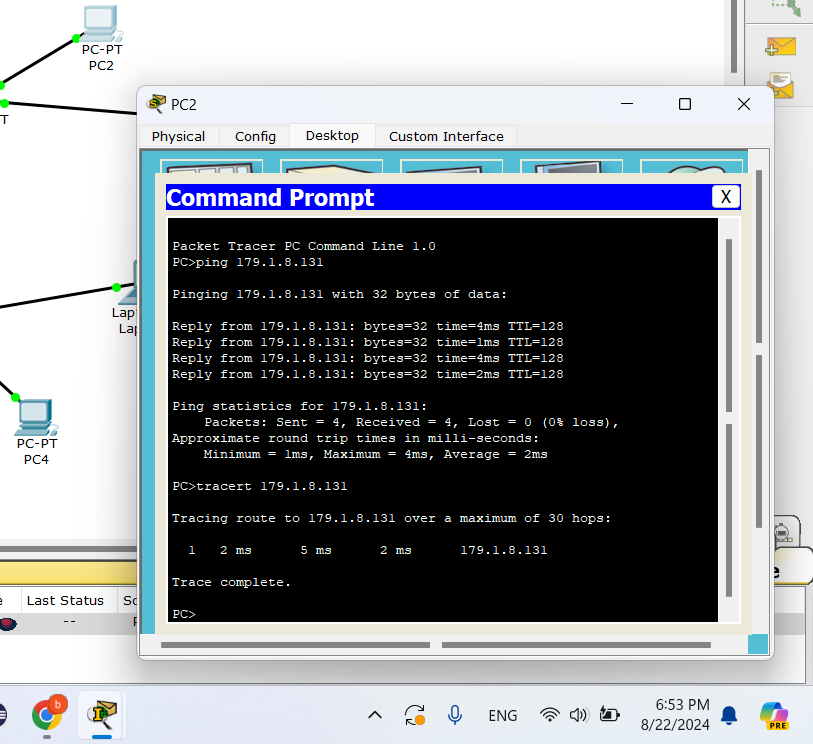 PC-PT
PC2
T
PC2
Physical
Config
Desktop
Custom Interface
Command Prompt
X
Packet Tracer PC Command Line 1.0
PC>ping 179.1.8.131
Pinging 179.1.8.131 with 32 bytes of data:
Reply from 179.1.8.131: bytes=32 time=4ms TTL=128
Reply from 179.1.8.131: bytes=32 time=1ms TTL=128
Reply from 179.1.8.131: bytes=32 time=4ms TTL=128
Reply from 179.1.8.131: bytes=32 time=2ms TTL=128
Ping statistics for 179.1.8.131:
Packets: Sent = 4, Received = 4, Lost = 0 (0% loss),
Approximate round trip times in milli-seconds:
Minimum = 1ms, Maximum = 4ms, Average = 2ms
PC>tracert 179.1.8.131
Tracing route to 179.1.8.131 over a maximum of 30 hops:
1 2 ms 5 ms 2 ms 179.1.8.131
Trace complete.
PC>
Lap
Lap
PC-PT
PC4
e
e Last Status So
--
b
ENG
6:53 PM
8/22/2024
PRE